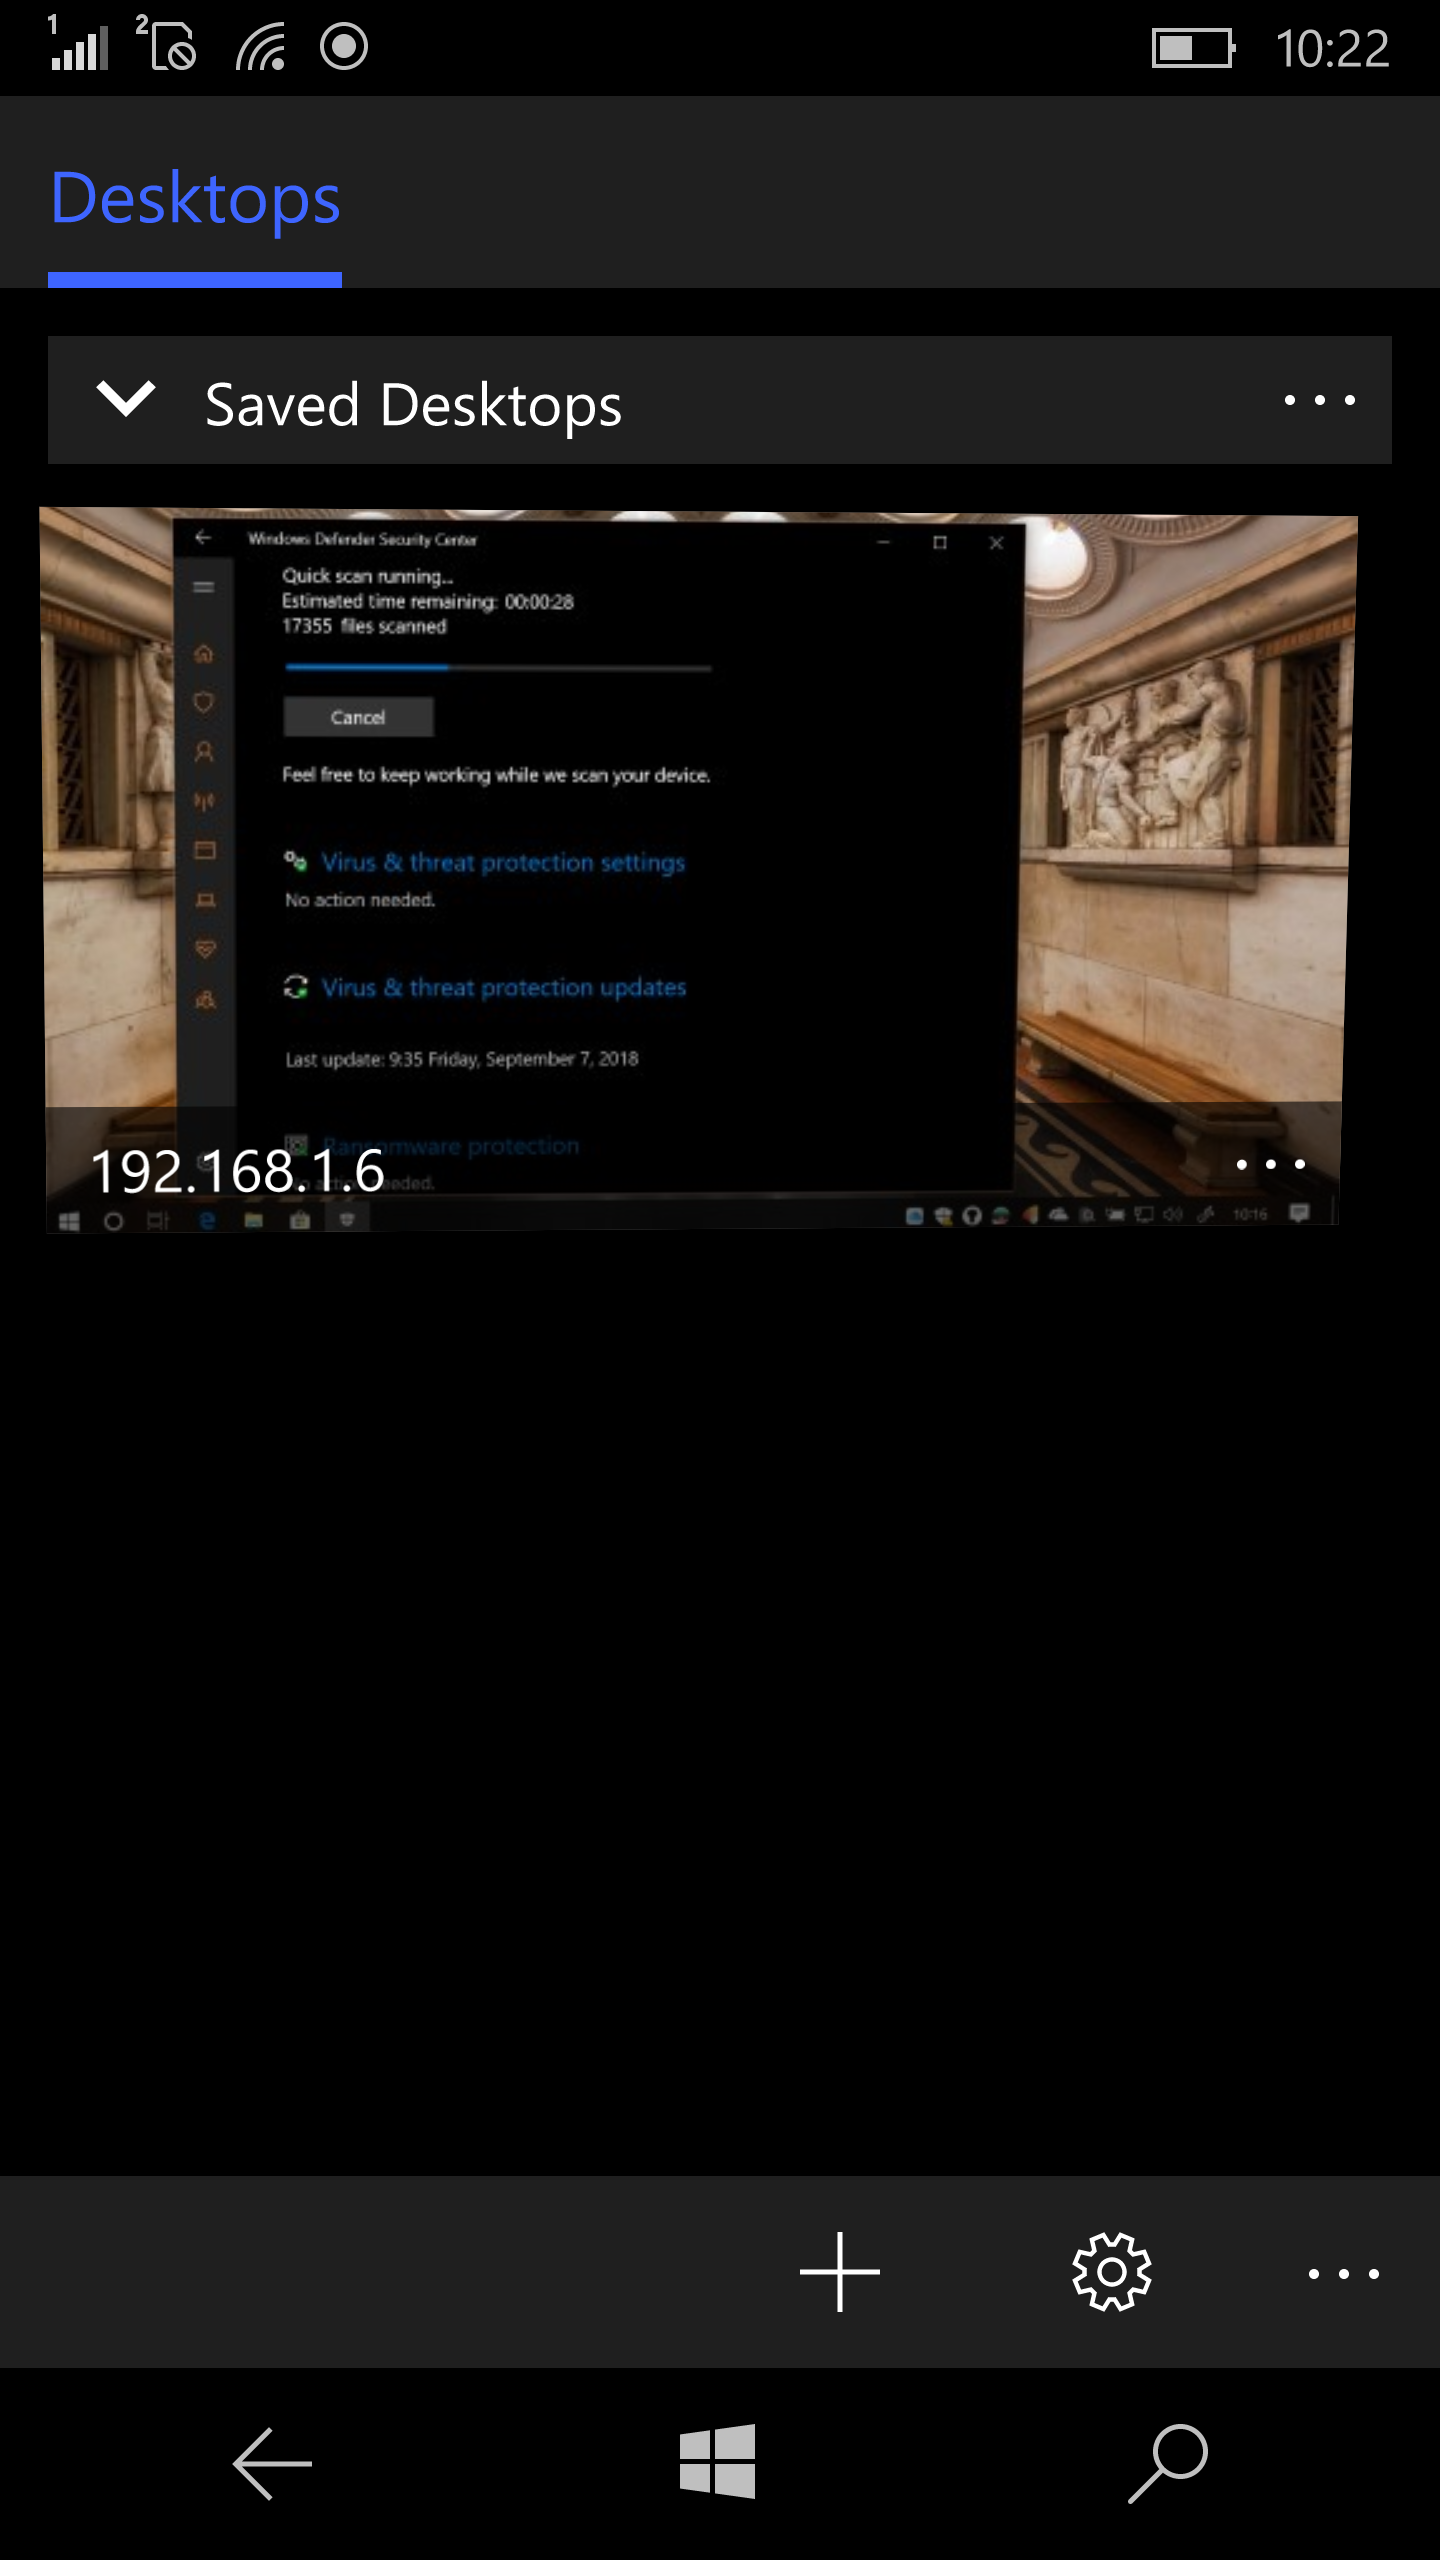 1
2
10:22
Desktops
Saved Desktops
Windows Defender Security Center
Quick scan running...
Estimated time remaining: 00:00:28
17355 files scanned
Cancel
Feel free to keep working while we scan your device.
Virus & threat protection settings
No action needed.
Virus & threat protection updates
Last update: 9:35 Friday, September 7, 2018
Ransomware protection
192.168.1.6
No action needed.
10:16